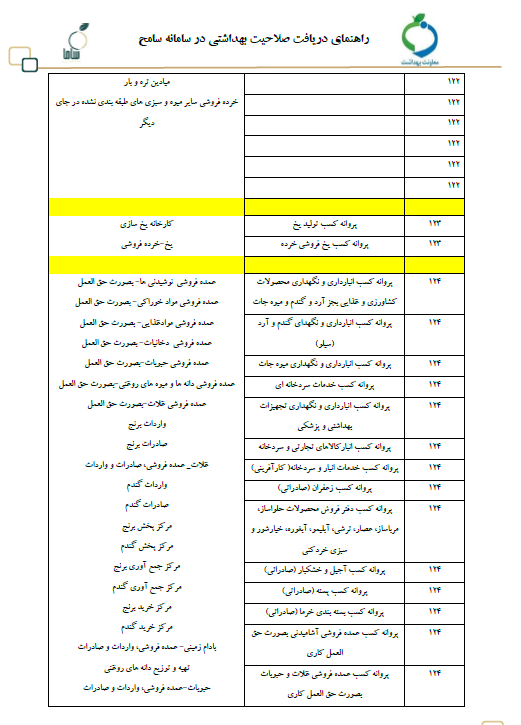 راهنمای دریافت صلاحیت بهداشتی در سامانه سامح
ساما
معاونت بهداشت
۱۲۲
میادین تره و بار
۱۲۲
خرده فروشی سایر میوه و سبزی های طبقه بندی نشده در جای
دیگر
۱۲۲
۱۲۲
۱۲۲
۱۲۲
۱۲۳
پروانه کسب تولید یخ
کارخانه یخ سازی
۱۲۳
پروانه کسب یخ فروشی خرده
یخ-خرده فروشی
۱۲۴
پروانه کسب انبارداری و نگهداری محصولات
کشاورزی و غذایی بجز آرد و گندم و میوه جات
۱۲۴
پروانه کسب انبارداری و نگهدای گندم و آرد
(سیلو)
۱۲۴
پروانه کسب انبارداری و نگهداری میوه جات
۱۲۴
پروانه کسب خدمات سردخانه ای
۱۲۴
پروانه کسب انبارداری و نگهداری تجهیزات
بهداشتی و پزشکی
۱۲۴
پروانه کسب انبارکالاهای تجارتی و سردخانه
۱۲۴
پروانه کسب خدمات انبار و سردخانه( کارآفرینی)
۱۲۴
پروانه کسب زعفران (صادراتی)
۱۲۴
پروانه کسب دفتر فروش محصولات حلواساز،
مرباساز، عصار، ترشی، آبلیمو، آبغوره، خیارشور و
سبزی خردکنی
۱۲۴
پروانه کسب آجیل و خشکبار (صادراتی)
۱۲۴
پروانه کسب پسته (صادراتی)
۱۲۴
پروانه کسب بسته بندی خرما (صادراتی)
۱۲۴
پروانه کسب عمده فروشی آشامیدنی بصورت حق
العمل کاری
۱۲۴
پروانه کسب عمده فروشی غلات و حبوبات
بصورت حق العمل کاری
عمده فروشی نوشیدنی ها- بصورت حق العمل
عمده فروشی مواد خوراکی- بصورت حق العمل
عمده فروشی موادغذایی- بصورت حق العمل
عمده فروشی دخانیات- بصورت حق العمل
عمده فروشی حبوبات- بصورت حق العمل
عمده فروشی دانه ها و میوه های روغنی-بصورت حق العمل
عمده فروشی غلات-بصورت حق العمل
واردات برنج
صادرات برنج
غلات_ عمده فروشی، صادرات و واردات
واردات گندم
صادرات گندم
مرکز پخش برنج
مرکز پخش گندم
مرکز جمع آوری برنج
مرکز جمع آوری گندم
مرکز خرید برنج
مرکز خرید گندم
بادام زمینی- عمده فروشی، واردات و صادرات
تهیه و توزیع دانه های روغنی
حبوبات-عمده فروشی، واردات و صادرات